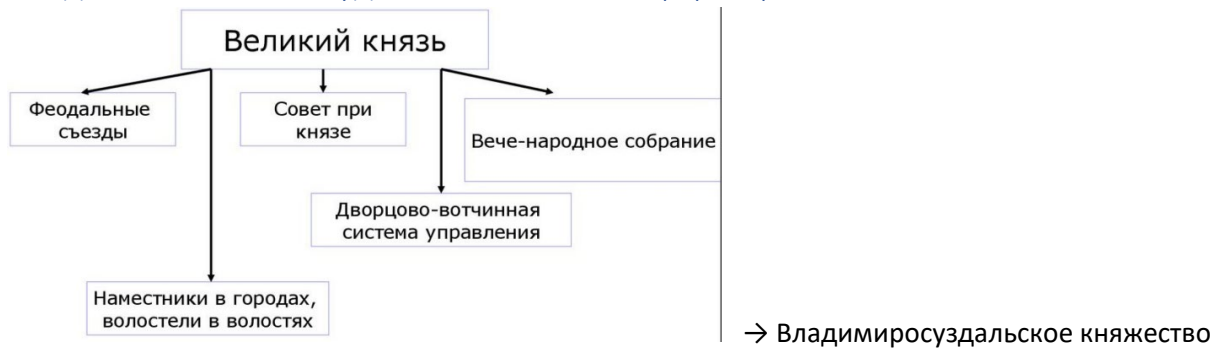 Великий князь
Феодальные
съезды
Совет при
князе
Вече-народное собрание
Дворцово-вотчинная
система управления
Наместники в городах,
волостели в волостях
→ Владимиросуздальское княжество